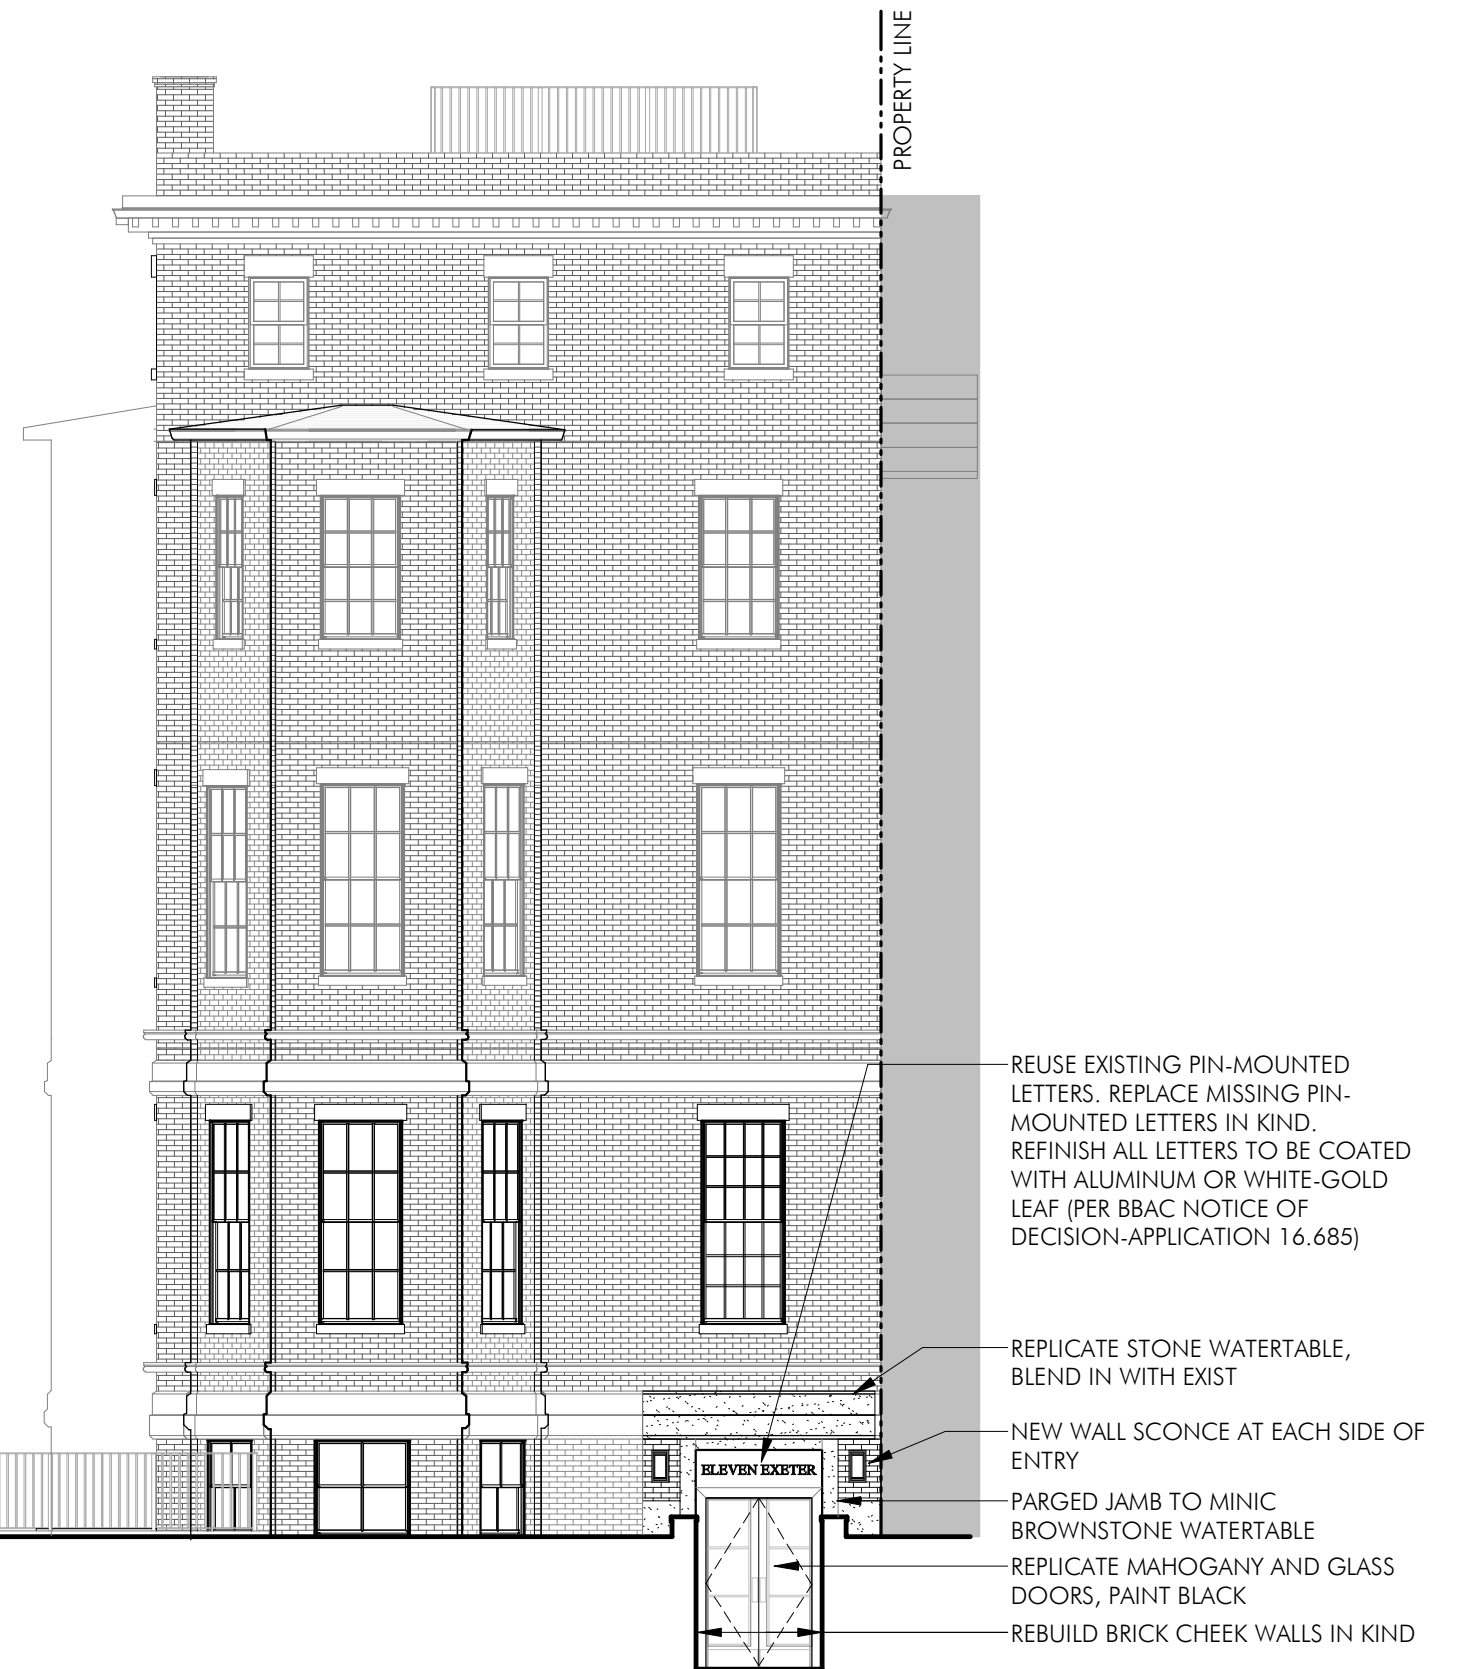 PROPERTY LINE
REUSE EXISTING PIN-MOUNTED
LETTERS. REPLACE MISSING PIN-
MOUNTED LETTERS IN KIND.
REFINISH ALL LETTERS TO BE COATED
WITH ALUMINUM OR WHITE-GOLD
LEAF (PER BBAC NOTICE OF
DECISION-APPLICATION 16.685)
REPLICATE STONE WATERTABLE,
BLEND IN WITH EXIST
NEW WALL SCONCE AT EACH SIDE OF
ENTRY
ELEVEN EXETER
PARGED JAMB TO MINIC
BROWNSTONE WATERTABLE
REPLICATE MAHOGANY AND GLASS
DOORS, PAINT BLACK
REBUILD BRICK CHEEK WALLS IN KIND